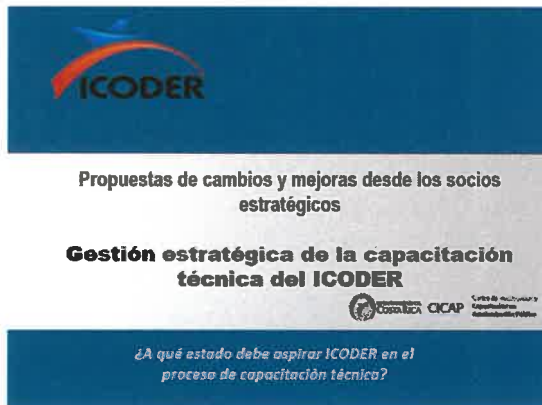 ICODER
Propuestas de cambios y mejoras desde los socios
estratégicos
Gestión estratégica de la capacitación
técnica del ICODER
COSTA RICA CICAP
¿A qué estado debe aspirar ICODER en el
proceso de capacitación técnica?